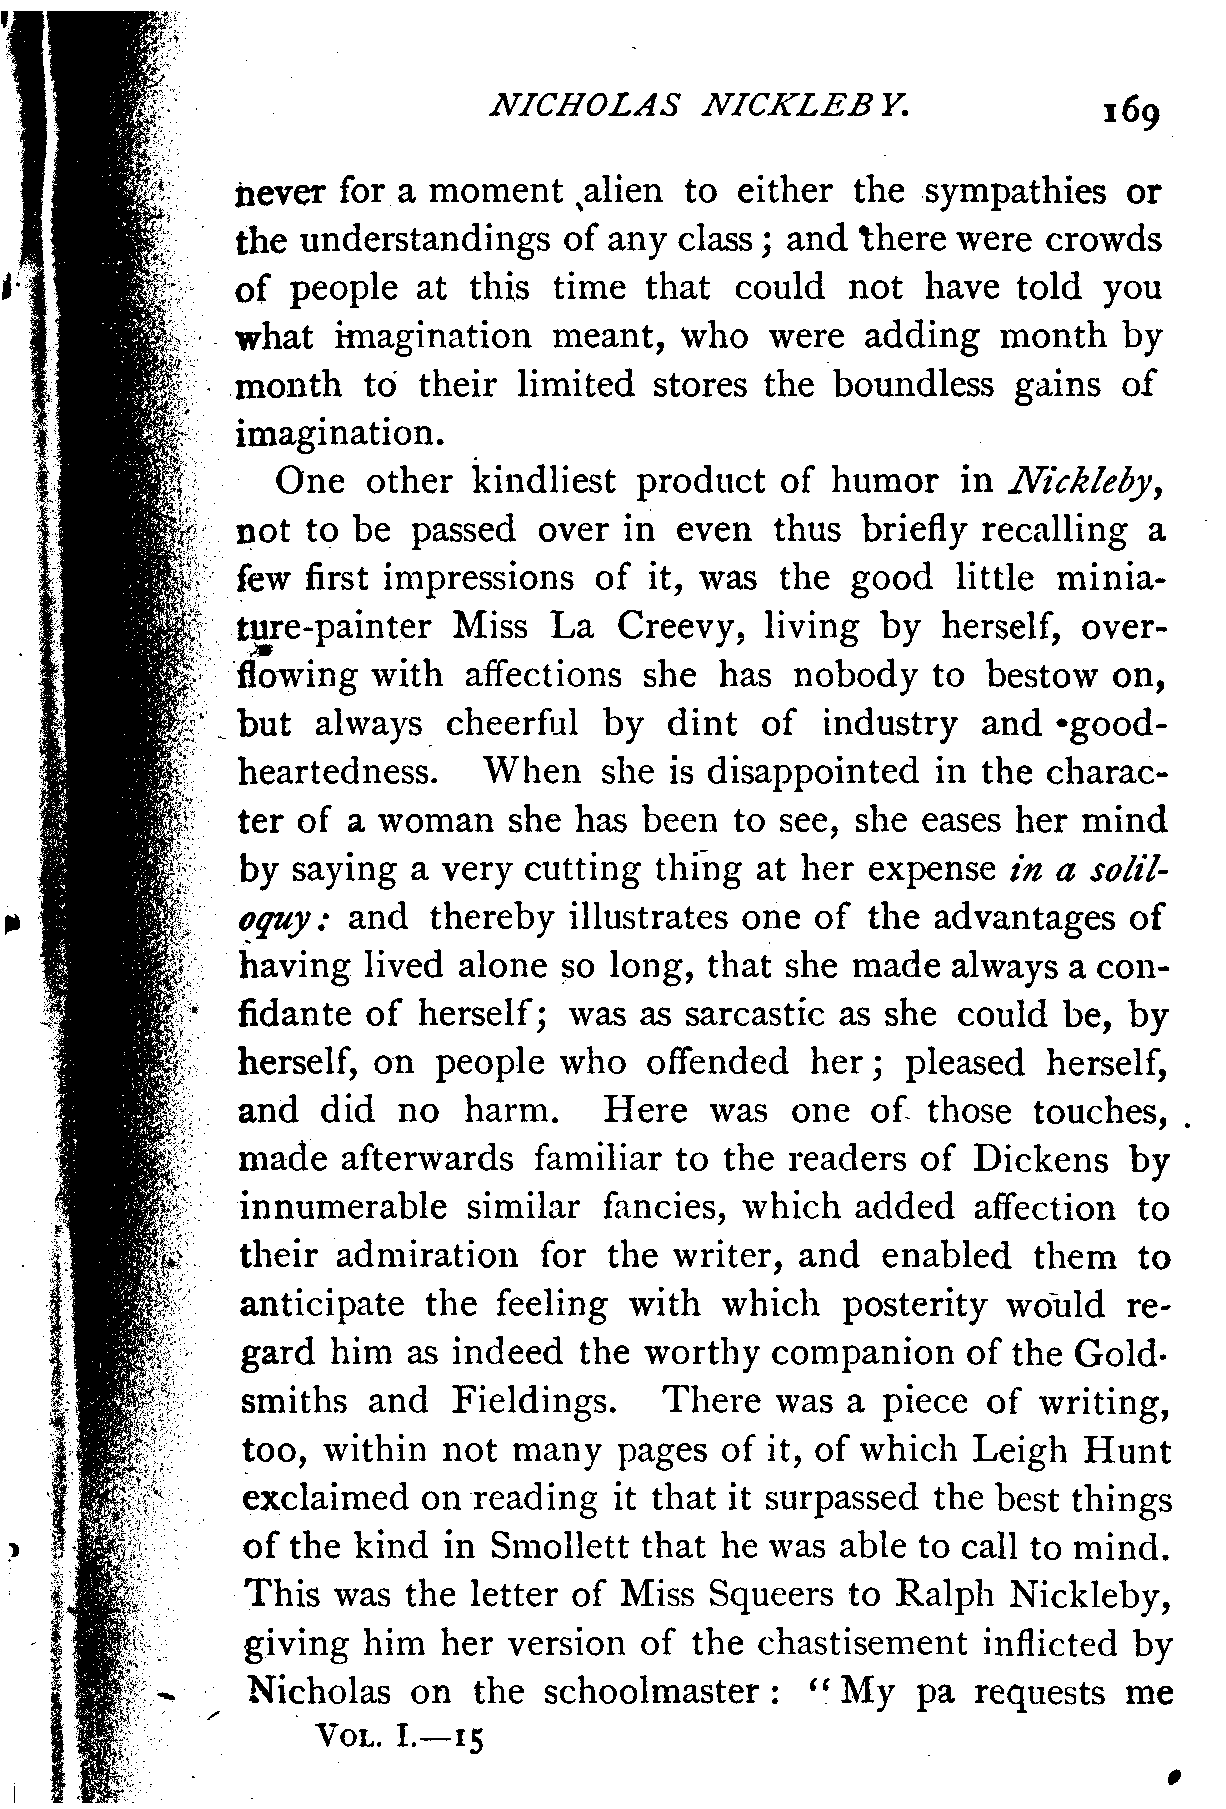 NICHOLAS NICKLEBY. 169
never for a moment alien to either the sympathies or
the understandings of any class; and there were crowds
of people at this time that could not have told you
what imagination meant, who were adding month by
month to their limited stores the boundless gains of
imagination.
One other kindliest product of humor in Nickleby,
not to be passed over in even thus briefly recalling a
few first impressions of it, was the good little minia-
ture-painter Miss La Creevy, living by herself, over-
flowing with affections she has nobody to bestow on,
but always cheerful by dint of industry and good-
heartedness. When she is disappointed in the charac-
ter of a woman she has been to see, she eases her mind
by saying a very cutting thing at her expense in a solil-
oquy: and thereby illustrates one of the advantages of
having lived alone so long, that she made always a con-
fidante of herself; was as sarcastic as she could be, by
herself, on people who offended her; pleased herself,
and did no harm. Here was one of those touches,
made afterwards familiar to the readers of Dickens by
innumerable similar fancies, which added affection to
their admiration for the writer, and enabled them to
anticipate the feeling with which posterity would re-
gard him as indeed the worthy companion of the Gold-
smiths and Fieldings. There was a piece of writing,
too, within not many pages of it, of which Leigh Hunt
exclaimed on reading it that it surpassed the best things
of the kind in Smollett that he was able to call to mind.
This was the letter of Miss Squeers to Ralph Nickleby,
giving him her version of the chastisement inflicted by
Nicholas on the schoolmaster: "My pa requests me
VOL. I.—15